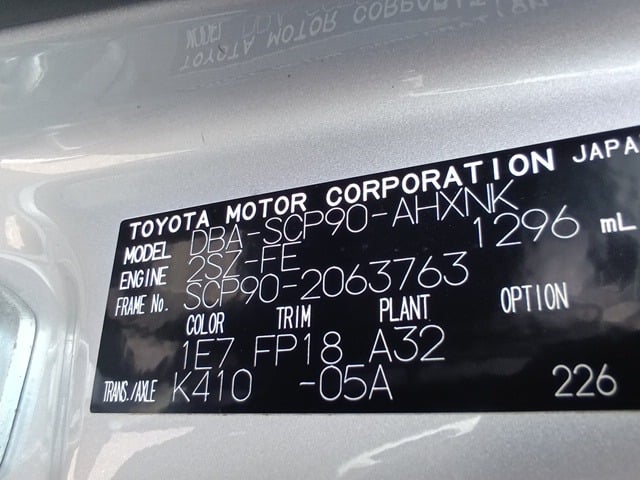 TOYOTA MOTOR CORPORATION JAPA
MODEL DBA-SCP90-AHXNK
ENGINE 2SZ-FE 1296 mL
FRAME No. SCP90-2063763
COLOR TRIM PLANT OPTION
1E7 FP18 A32
TRANS./AXLE K410 -05A 226